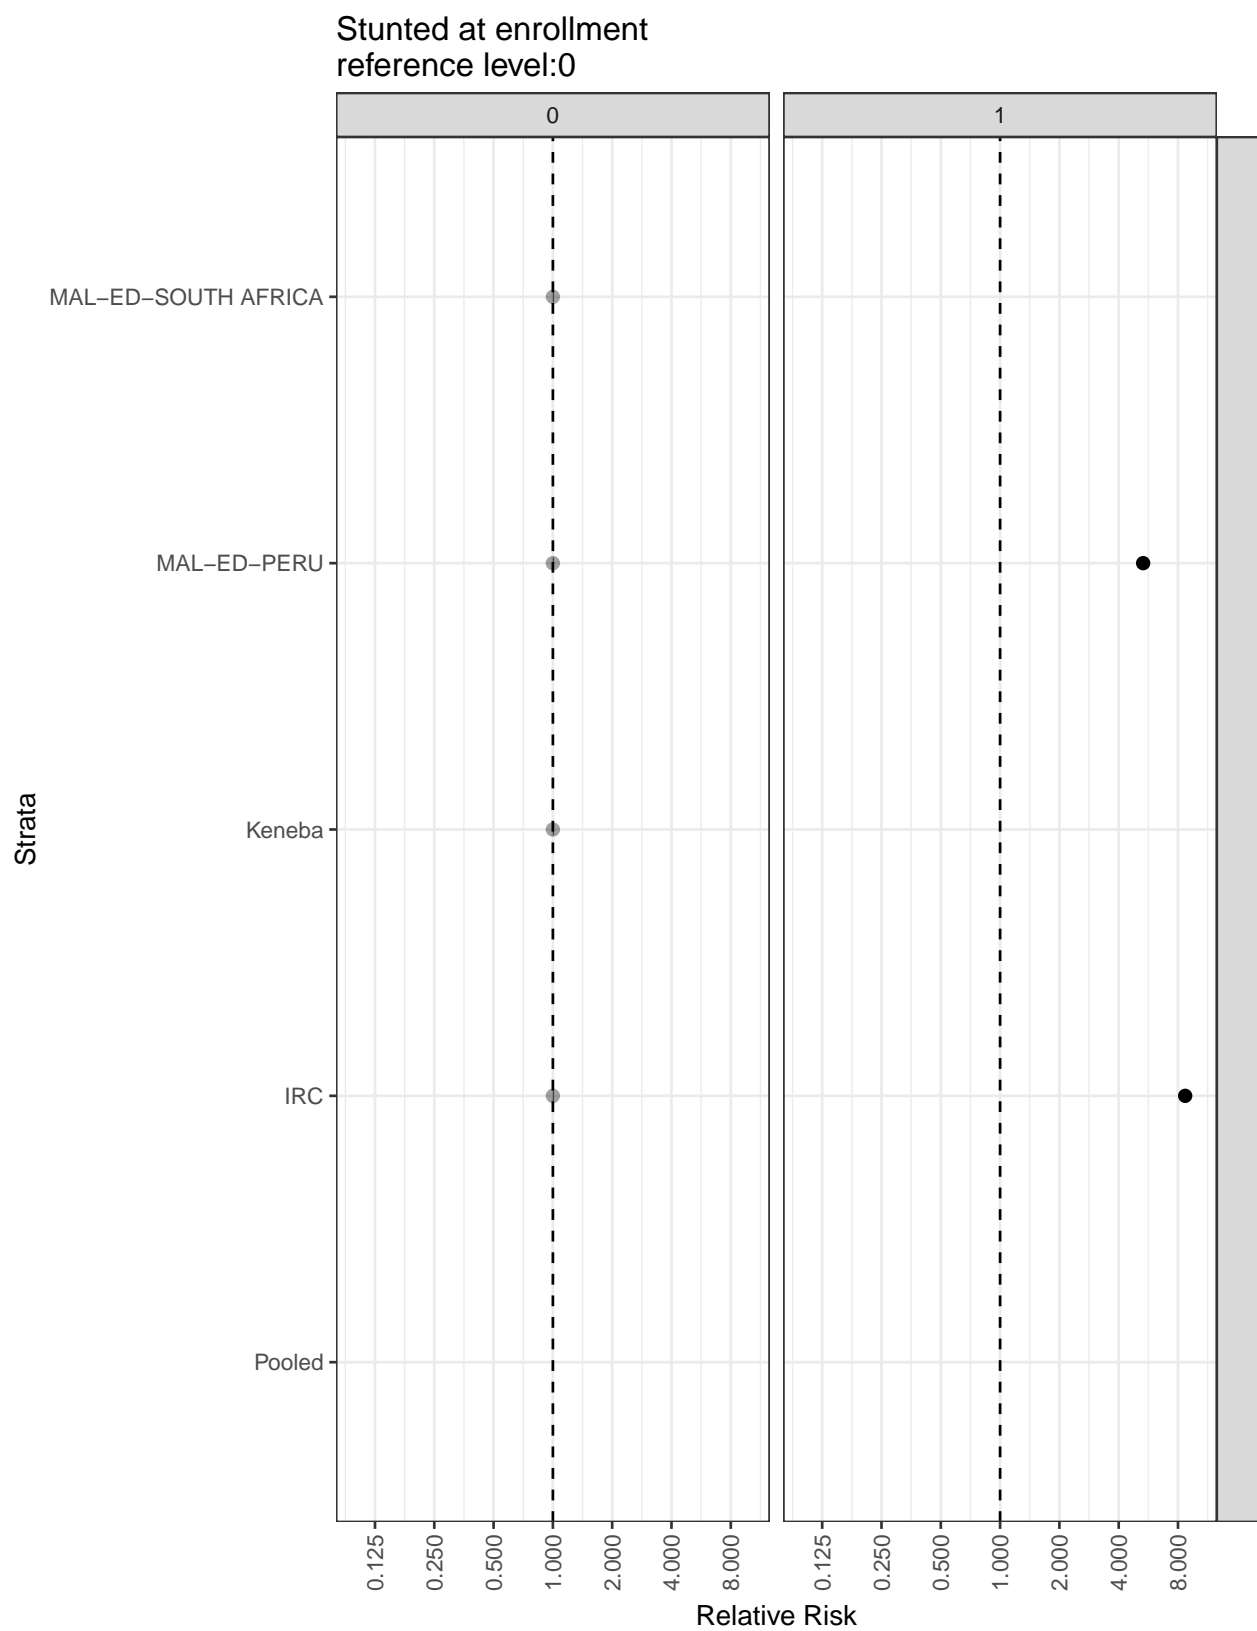 Stunted at enrollment
reference level:0
0
1
MAL−ED−SOUTH AFRICA
MAL−ED−PERU
Keneba
IRC
Pooled
Strata
0.125
0.250
0.500
1.000
2.000
4.000
8.000
0.125
0.250
0.500
1.000
2.000
4.000
8.000
Relative Risk